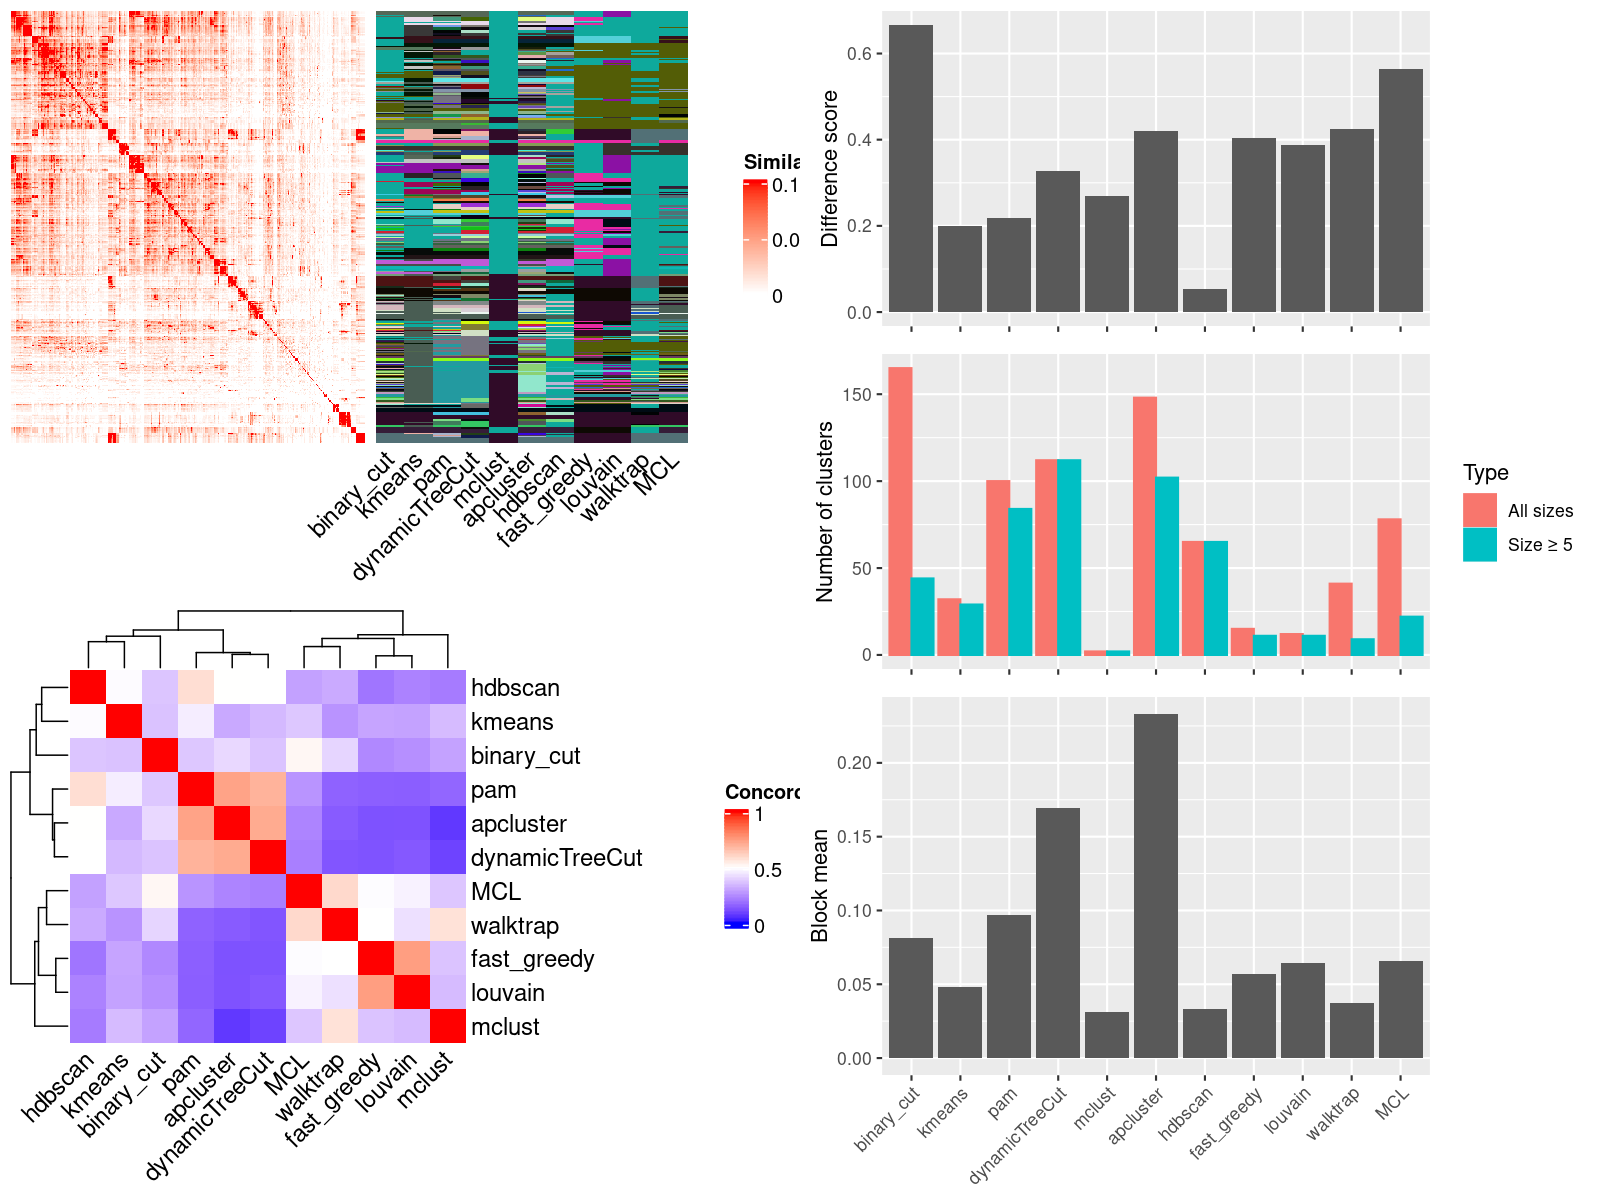 Simila
0.1
0.0
0
binary_cut
kmeans
pam
dynamicTreeCut
mclust
apcluster
hdbscan
fast_greedy
louvain
walktrap
MCL
hdbscan
kmeans
binary_cut
pam
apcluster
dynamicTreeCut
MCL
walktrap
fast_greedy
louvain
mclust
hdbscan
kmeans
binary_cut
pam
apcluster
dynamicTreeCut
MCL
walktrap
fast_greedy
louvain
mclust
Concord
1
0.5
0
Difference score
0.6
0.4
0.2
0.0
Number of clusters
150
100
50
0
Type
All sizes
Size ≥ 5
Block mean
0.20
0.15
0.10
0.05
0.00
binary_cut
kmeans
pam
dynamicTreeCut
mclust
apcluster
hdbscan
fast_greedy
louvain
walktrap
MCL